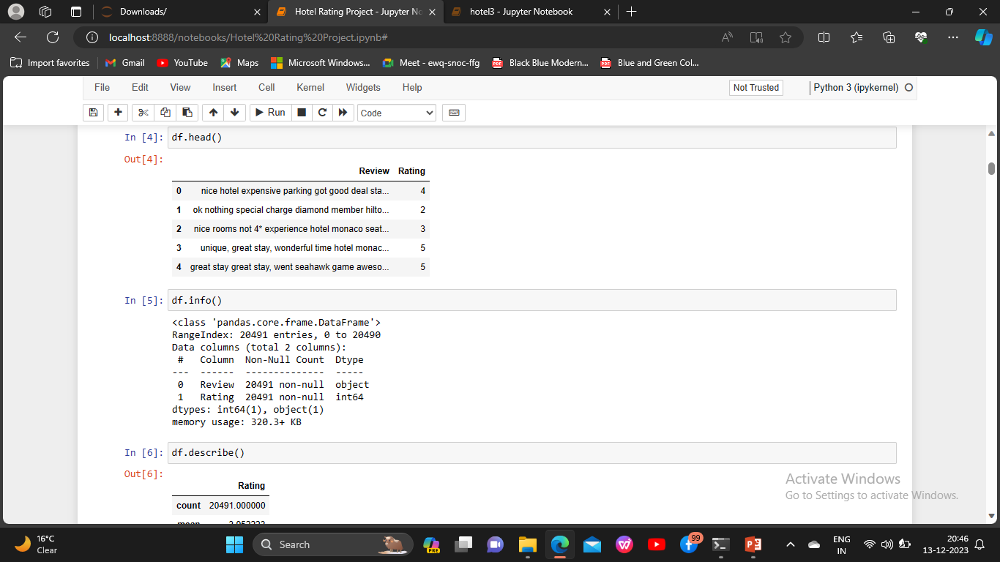 Downloads/
Hotel Rating Project - Jupyter No
hotel3 - Jupyter Notebook
localhost:8888/notebooks/Hotel%20Rating%20Project.ipynb#
Import favorites
Gmail
YouTube
Maps
Microsoft Windows...
Meet - ewq-snoc-ffg
Black Blue Modern...
Blue and Green Col...
File Edit View Insert Cell Kernel Widgets Help
Not Trusted
Python 3 (ipykernel)
Run
Code
In [4]: df.head()
Out[4]:
Review Rating
0 nice hotel expensive parking got good deal sta... 4
1 ok nothing special charge diamond member hilto... 2
2 nice rooms not 4* experience hotel monaco seat... 3
3 unique, great stay, wonderful time hotel monac... 5
4 great stay great stay, went seahawk game aweso... 5
In [5]: df.info()
<class 'pandas.core.frame.DataFrame'>
RangeIndex: 20491 entries, 0 to 20490
Data columns (total 2 columns):
# Column Non-Null Count Dtype
--- ------ -------------- -----
0 Review 20491 non-null object
1 Rating 20491 non-null int64
dtypes: int64(1), object(1)
memory usage: 320.3+ KB
In [6]: df.describe()
Out[6]:
Rating
count 20491.000000
Activate Windows
Go to Settings to activate Windows.
16°C
Clear
Search
PRE
99
ENG
IN
20:46
13-12-2023